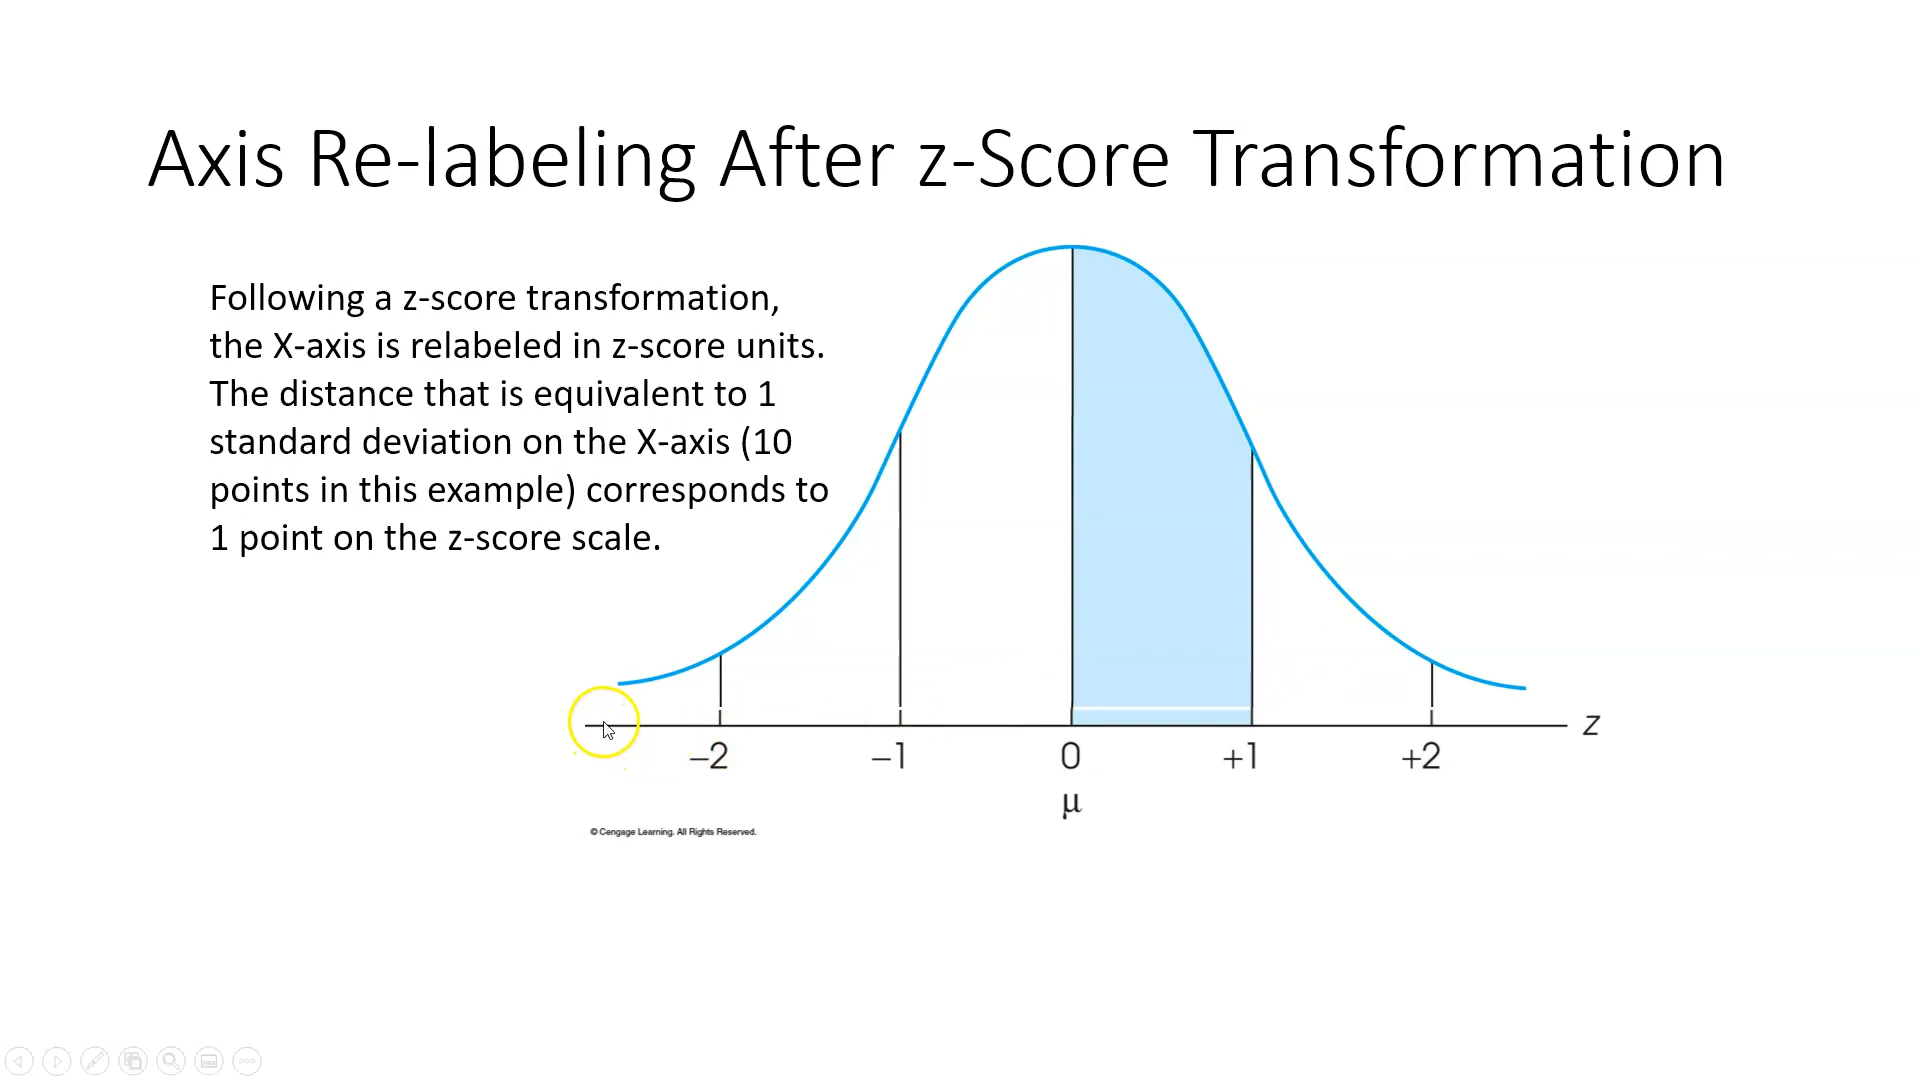 Axis Re-labeling After z-Score Transformation
Following a z-score transformation,
the X-axis is relabeled in z-score units.
The distance that is equivalent to 1
standard deviation on the X-axis (10
points in this example) corresponds to
1 point on the z-score scale.
z
–2 –1 0 +1 +2
μ
© Cengage Learning. All Rights Reserved.